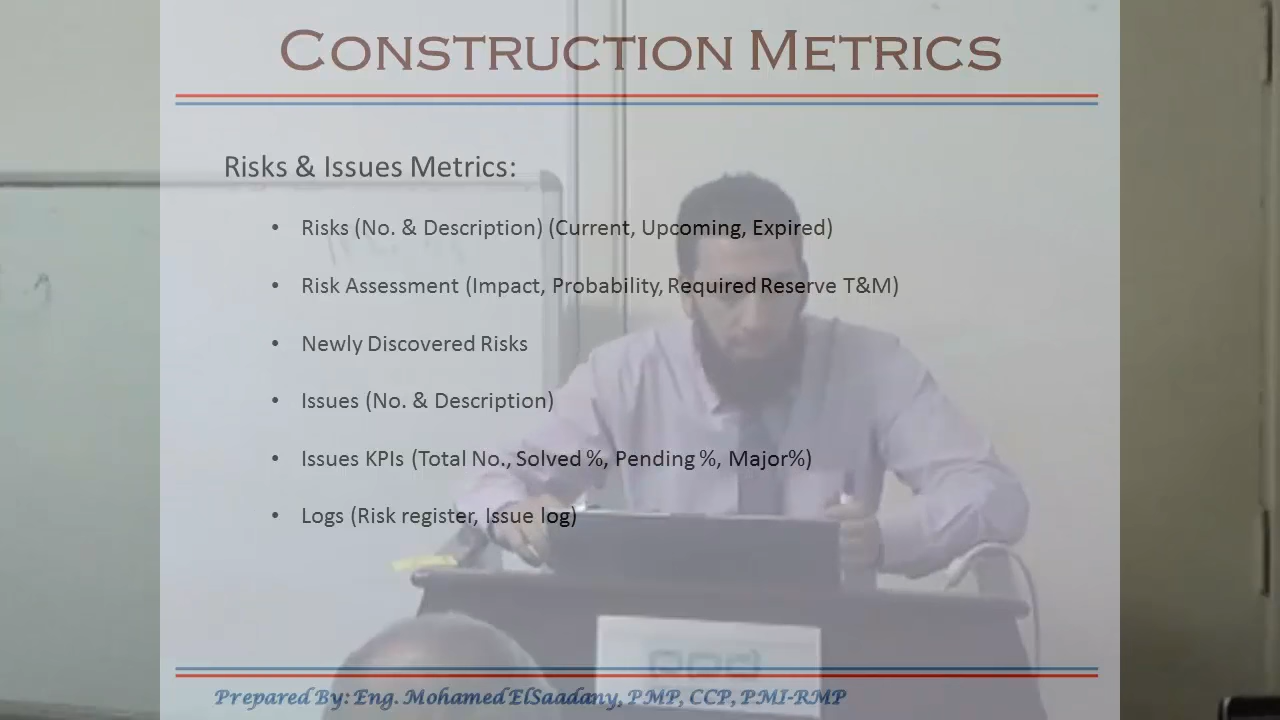 CONSTRUCTION METRICS
Risks & Issues Metrics:
• Risks (No. & Description) (Current, Upcoming, Expired)
• Risk Assessment (Impact, Probability, Required Reserve T&M)
• Newly Discovered Risks
• Issues (No. & Description)
• Issues KPIs (Total No., Solved %, Pending %, Major%)
• Logs (Risk register, Issue log)
Prepared By: Eng. Mohamed ElSaadany, PMP, CCP, PMI-RMP